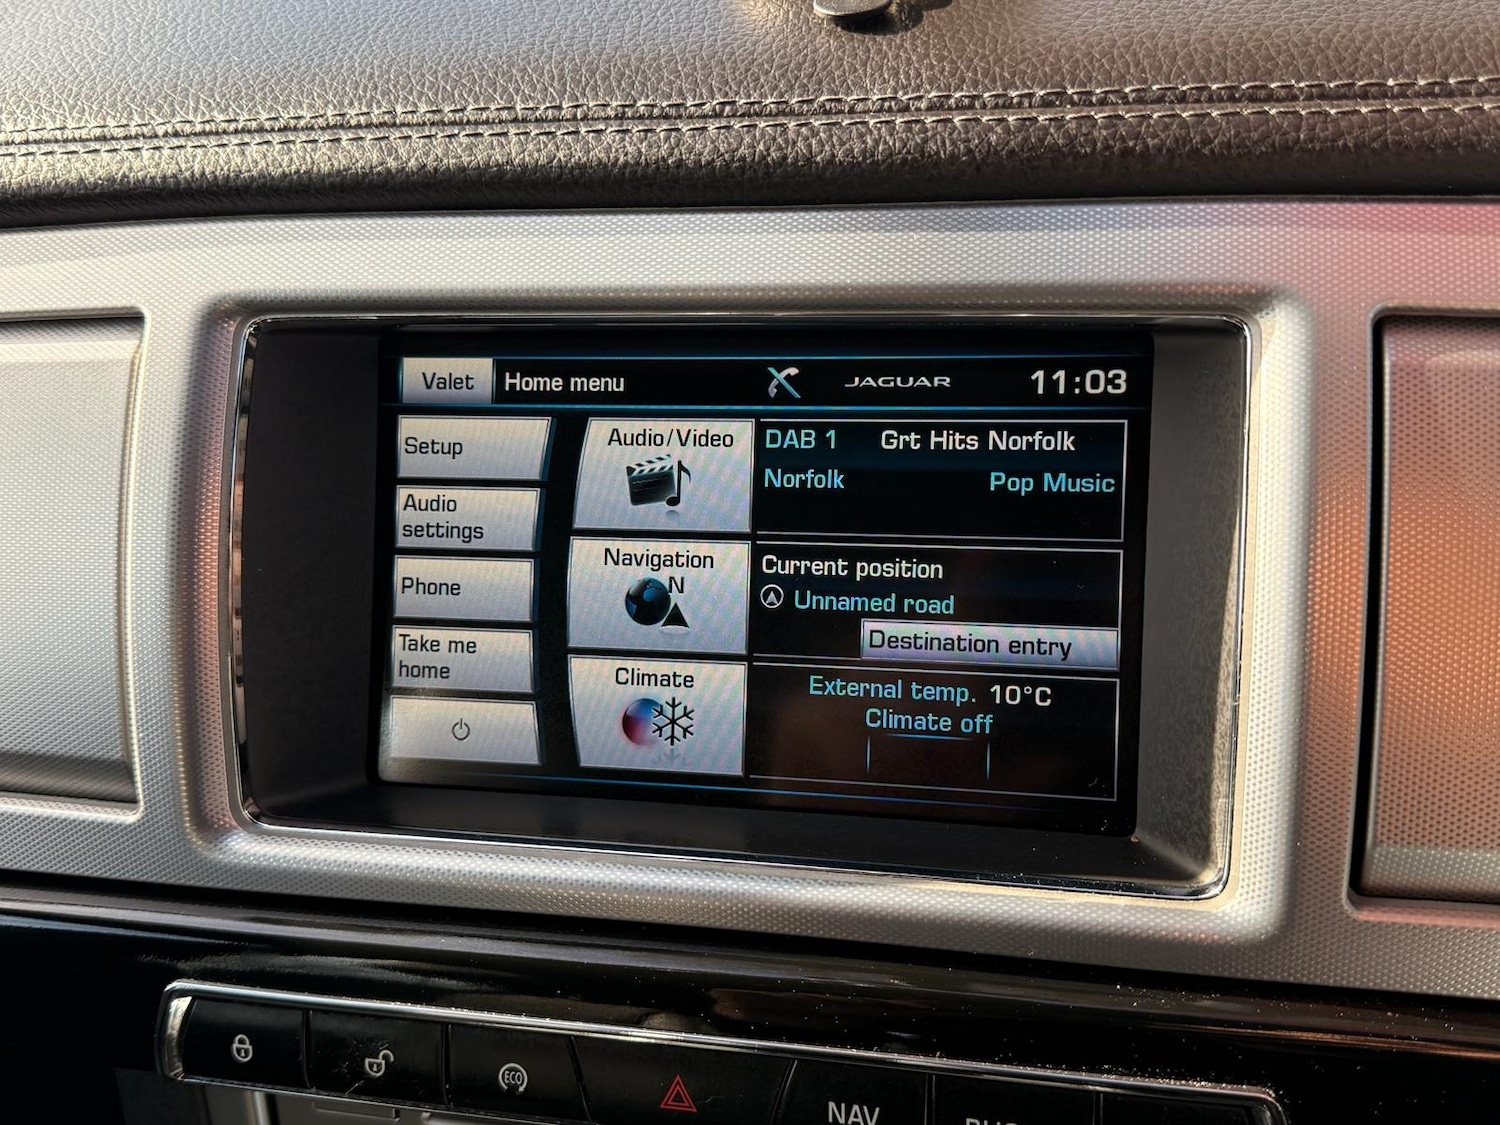 Valet
Home menu
JAGUAR
11:03
Setup
Audio
settings
Phone
Take me
home
Audio/Video
Navigation
N
Climate
DAB 1
Grt Hits Norfolk
Norfolk
Pop Music
Current position
Unnamed road
Destination entry
External temp. 10°C
Climate off
ECO
NAV